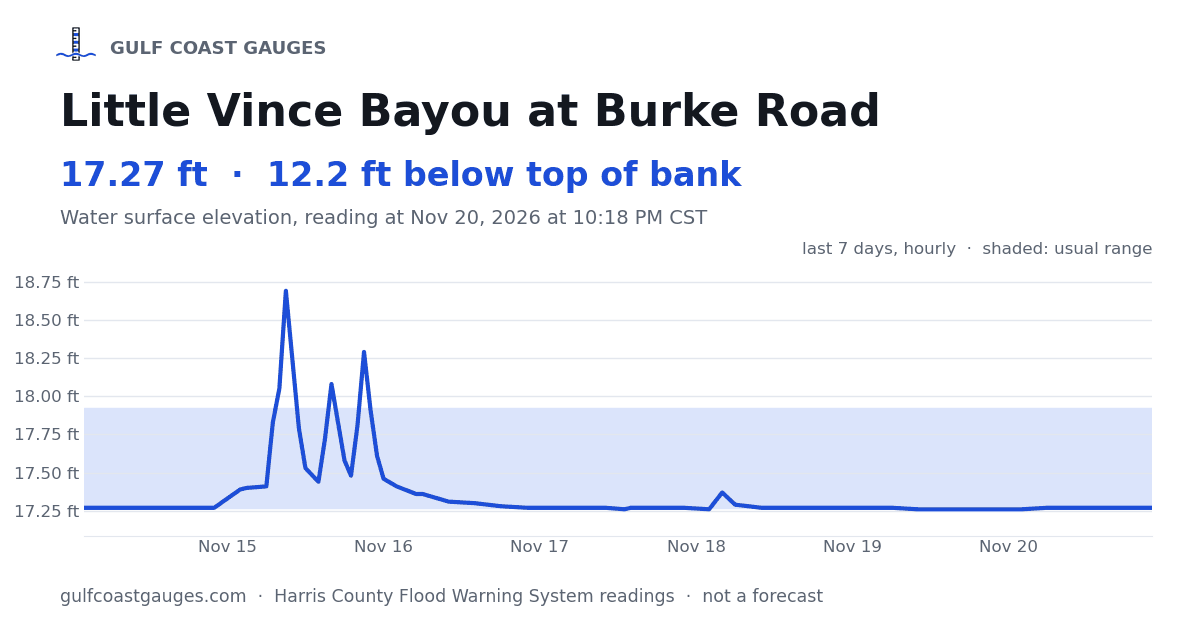 GULF COAST GAUGES
Little Vince Bayou at Burke Road
17.27 ft · 12.2 ft below top of bank
Water surface elevation, reading at Nov 20, 2026 at 10:18 PM CST
last 7 days, hourly · shaded: usual range
18.75 ft
18.50 ft
18.25 ft
18.00 ft
17.75 ft
17.50 ft
17.25 ft
Nov 15 Nov 16 Nov 17 Nov 18 Nov 19 Nov 20
gulfcoastgauges.com · Harris County Flood Warning System readings · not a forecast